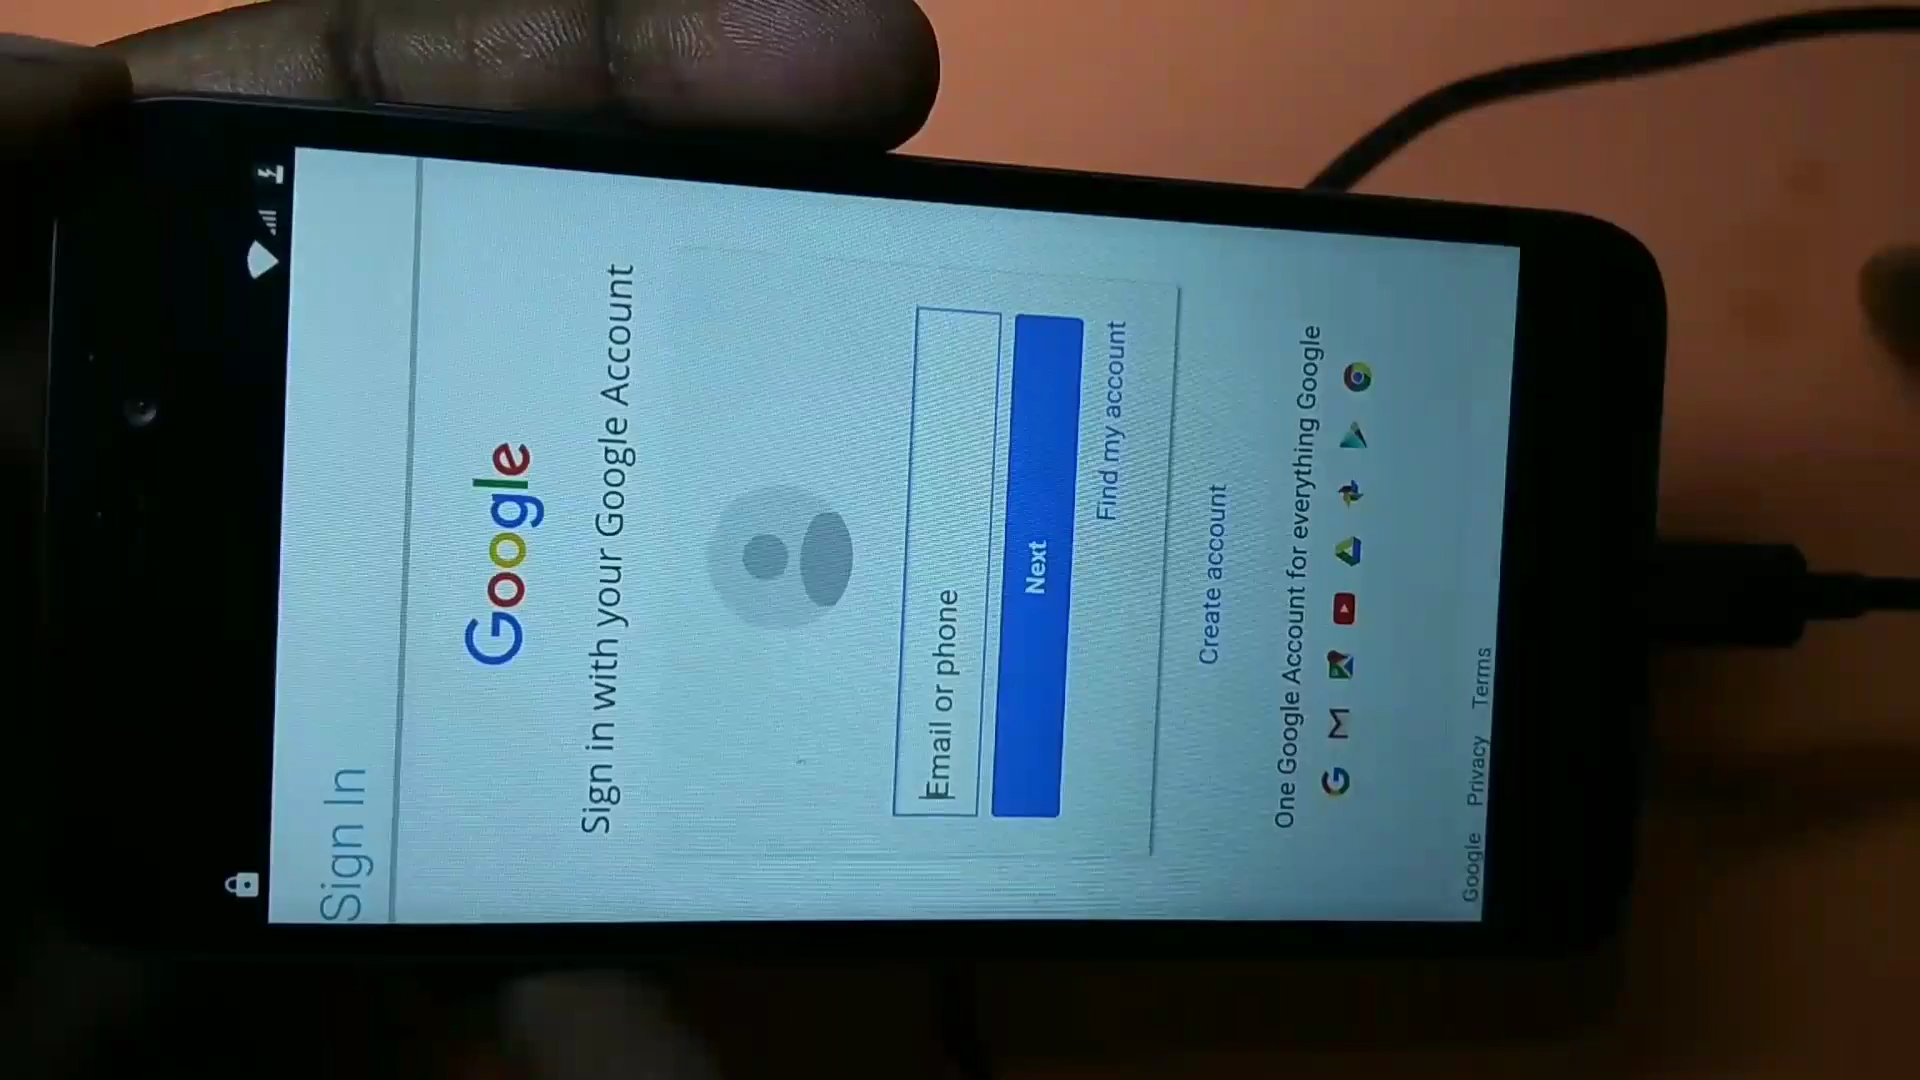 Sign In
Google
Sign in with your Google Account
Email or phone
Next
Find my account
Create account
One Google Account for everything Google
Google Privacy Terms